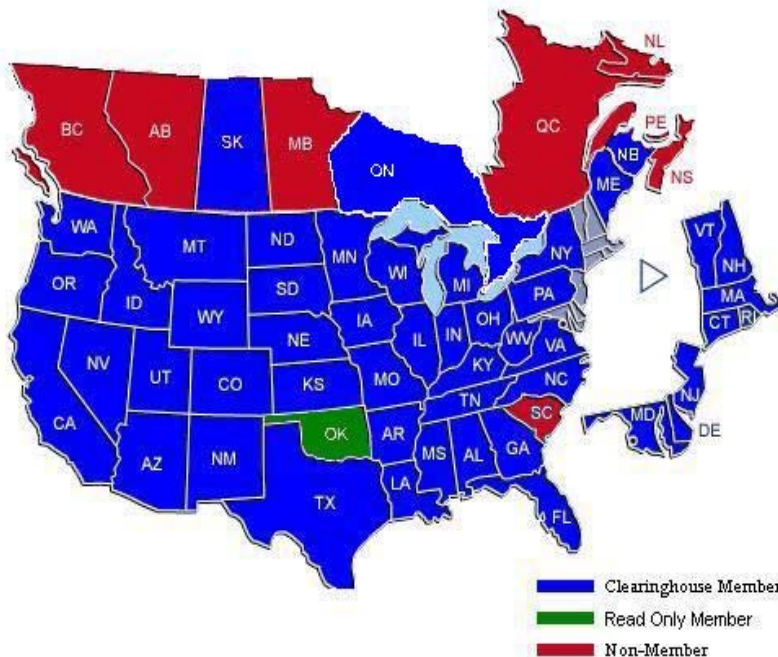 NL
BC
AB
SK
MB
ON
QC
PE
NB
NS
ME
WA
MT
ND
MN
WI
MI
NY
VT
NH
MA
CT
R
OR
ID
WY
SD
IA
NE
IL
IN
OH
PA
WV
VA
NJ
MD
DE
NV
UT
CO
KS
MO
KY
NC
TN
SC
CA
AZ
NM
OK
AR
MS
AL
GA
LA
TX
FL
Clearinghouse Member
Read Only Member
Non-Member